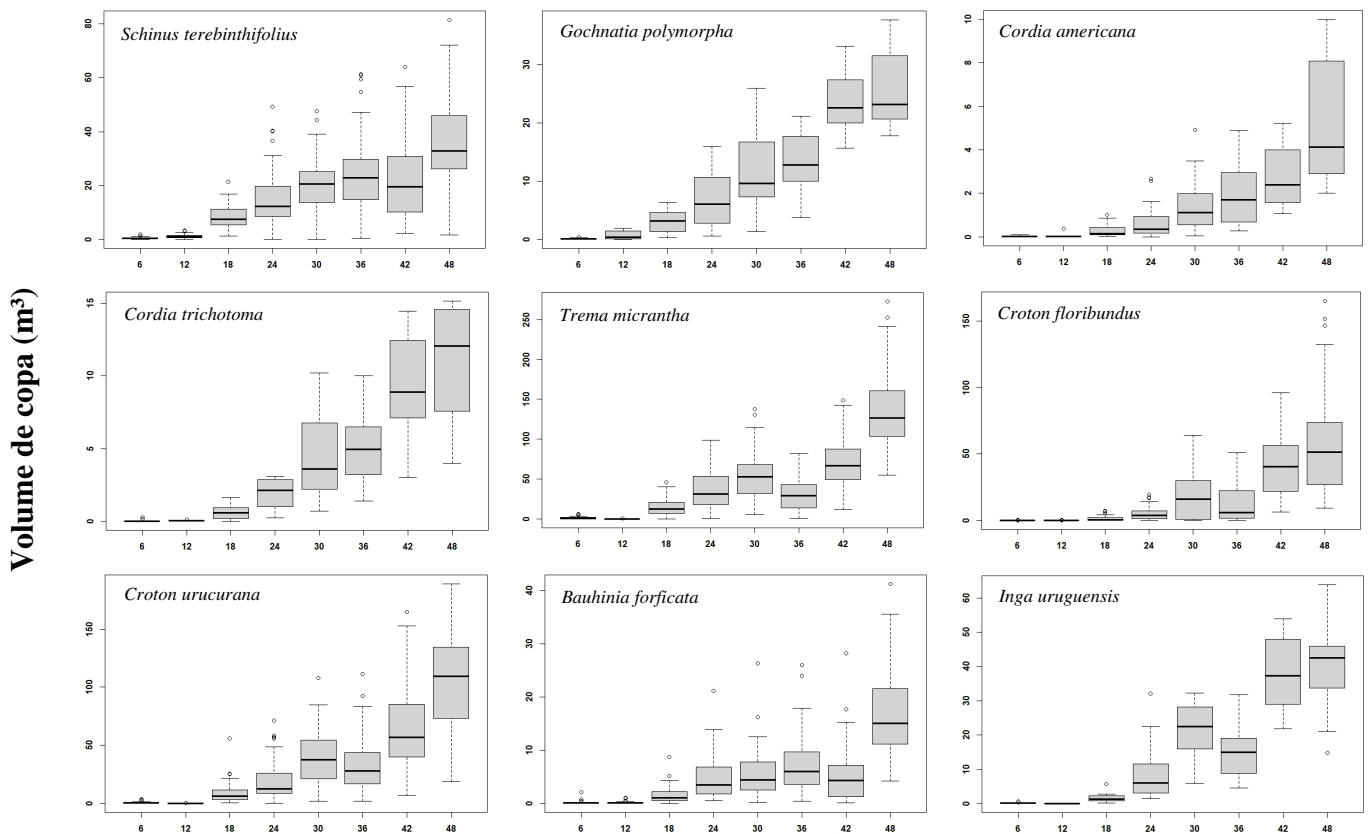 Volume de copa (m³)
Schinus terebinthifolius
80
60
40
20
0
6 12 18 24 30 36 42 48
Gochnatia polymorpha
30
20
10
0
6 12 18 24 30 36 42 48
Cordia americana
10
8
6
4
2
0
6 12 18 24 30 36 42 48
Cordia trichotoma
15
10
5
0
6 12 18 24 30 36 42 48
Trema micrantha
250
200
150
100
50
0
6 12 18 24 30 36 42 48
Croton floribundus
150
100
50
0
6 12 18 24 30 36 42 48
Croton urucurana
150
100
50
0
6 12 18 24 30 36 42 48
Bauhinia forficata
40
30
20
10
0
6 12 18 24 30 36 42 48
Inga uruguensis
60
50
40
30
20
10
0
6 12 18 24 30 36 42 48